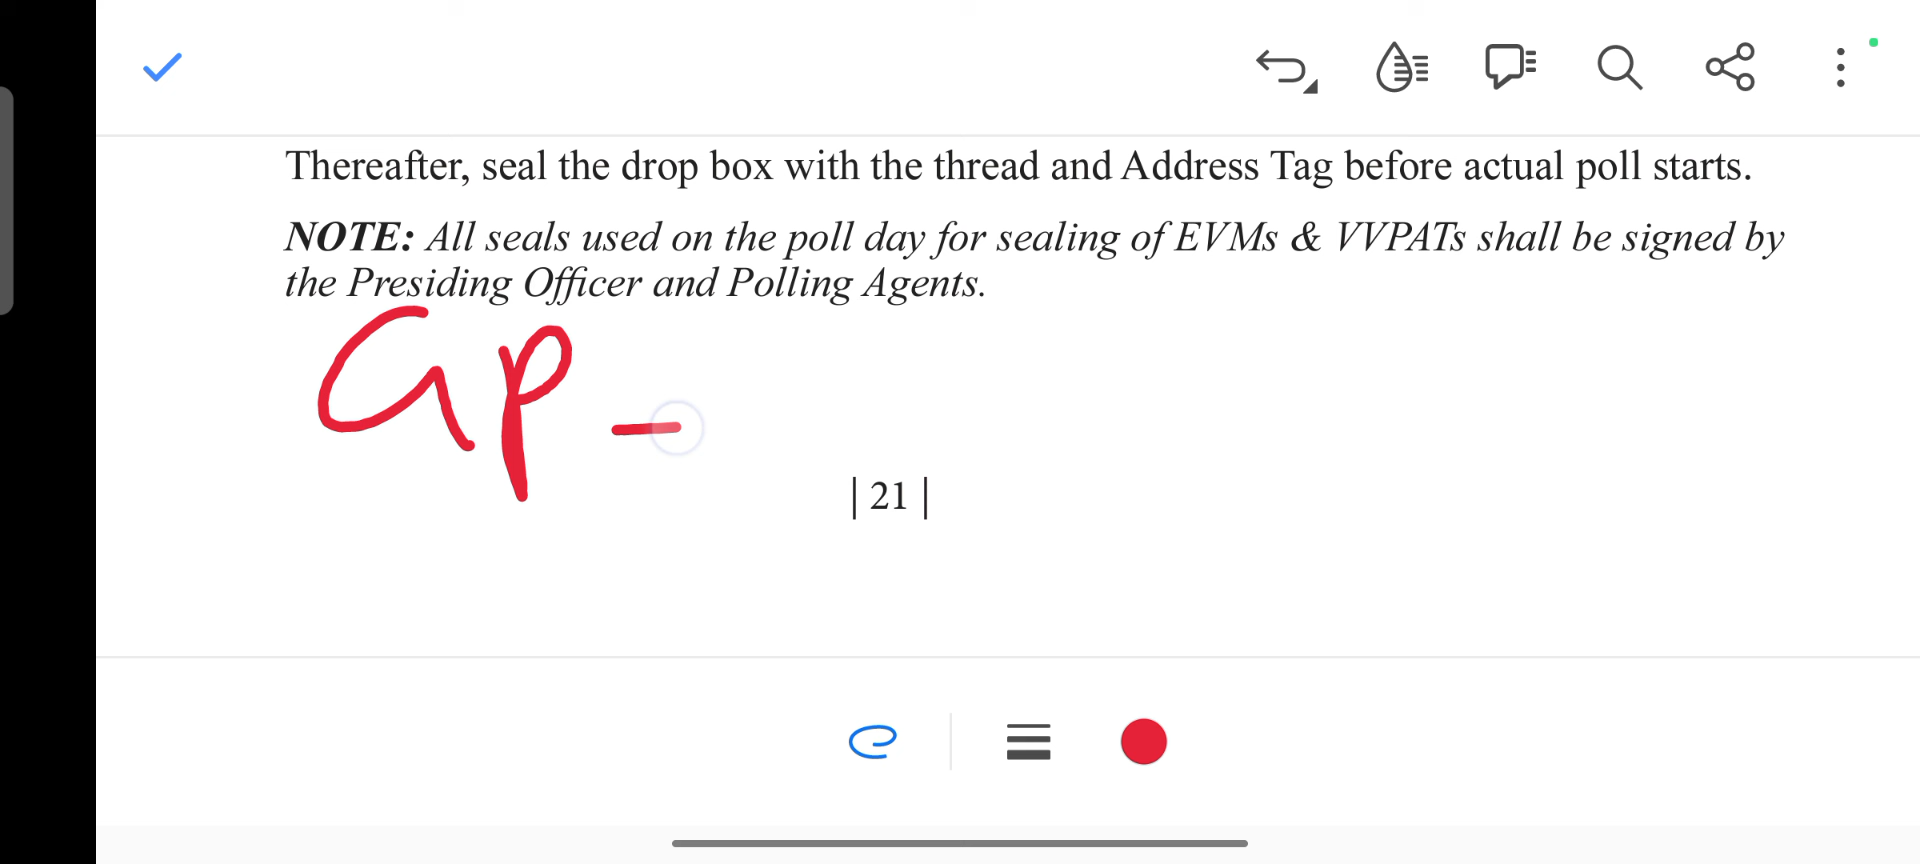 Thereafter, seal the drop box with the thread and Address Tag before actual poll starts.
NOTE: All seals used on the poll day for sealing of EVMs & VVPATs shall be signed by
the Presiding Officer and Polling Agents.
ap -
| 21 |